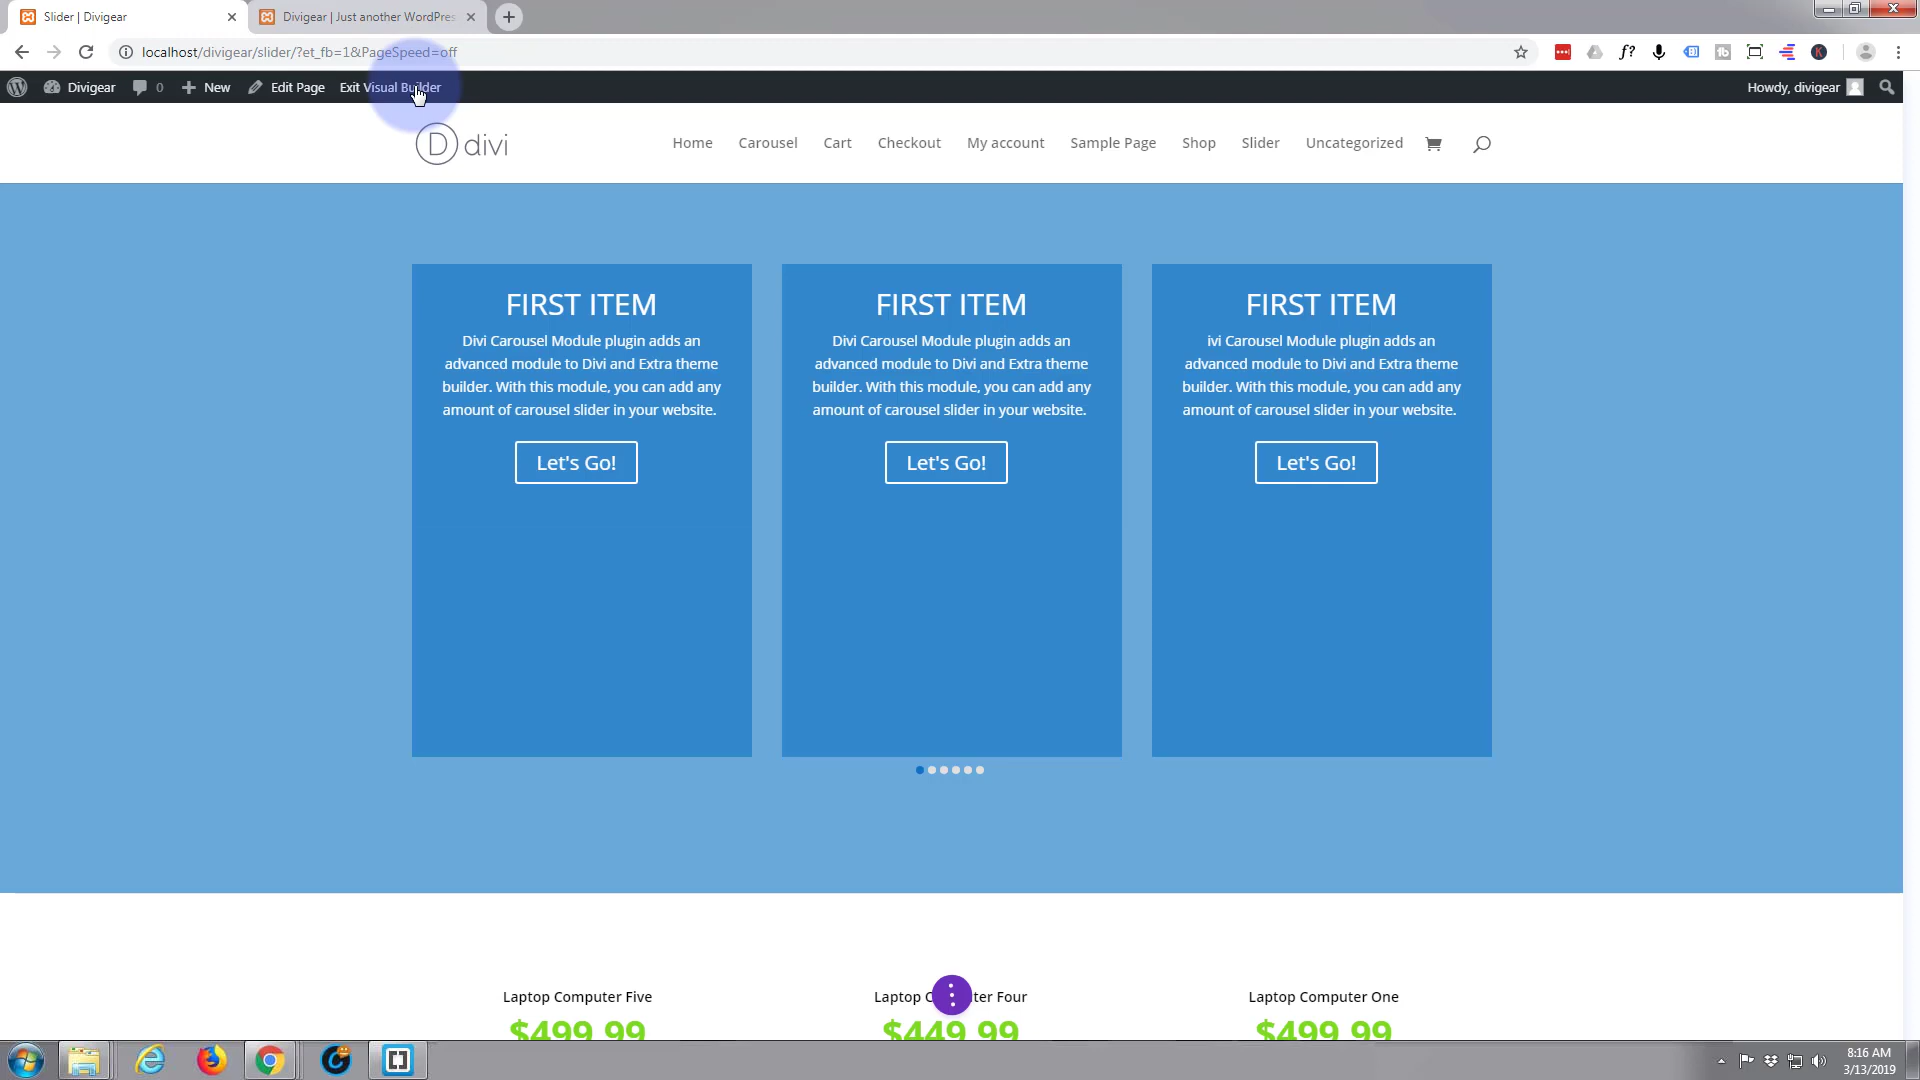 Slider | Divigear
Divigear | Just another WordPres
localhost/divigear/slider/?et_fb=1&PageSpeed=off
Divigear 0 New Edit Page Exit Visual Builder
Howdy, divigear
D divi
Home Carousel Cart Checkout My account Sample Page Shop Slider Uncategorized
FIRST ITEM
Divi Carousel Module plugin adds an
advanced module to Divi and Extra theme
builder. With this module, you can add any
amount of carousel slider in your website.
Let's Go!
FIRST ITEM
Divi Carousel Module plugin adds an
advanced module to Divi and Extra theme
builder. With this module, you can add any
amount of carousel slider in your website.
Let's Go!
FIRST ITEM
ivi Carousel Module plugin adds an
advanced module to Divi and Extra theme
builder. With this module, you can add any
amount of carousel slider in your website.
Let's Go!
Laptop Computer Five
$499.99
Laptop C ter Four
$449.99
Laptop Computer One
$499.99
8:16 AM
3/13/2019